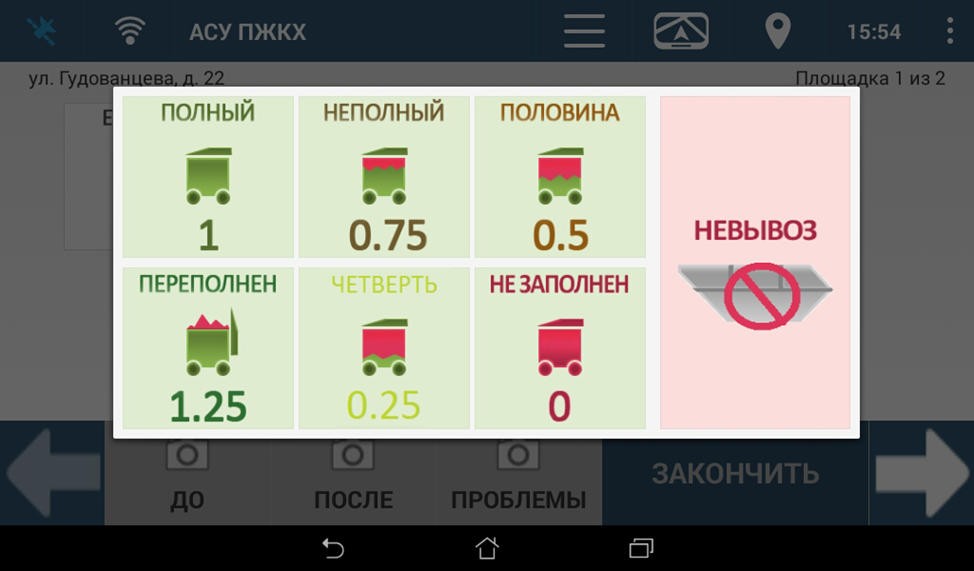 АСУ ПЖКХ
15:54
ул. Гудованцева, д. 22
Площадка 1 из 2
ПОЛНЫЙ
НЕПОЛНЫЙ
ПОЛОВИНА
1
0.75
0.5
ПЕРЕПОЛНЕН
ЧЕТВЕРТЬ
НЕ ЗАПОЛНЕН
1.25
0.25
0
НЕВЫВОЗ
ДО
ПОСЛЕ
ПРОБЛЕМЫ
ЗАКОНЧИТЬ